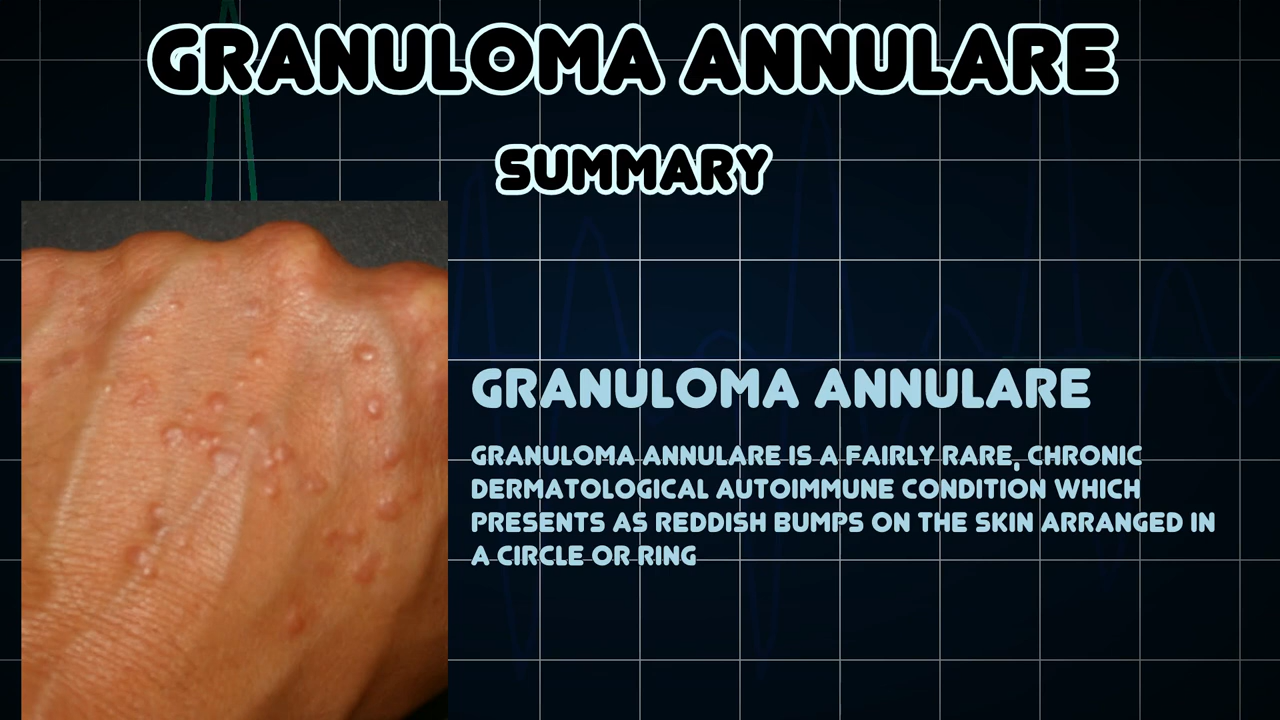 GRANULOMA ANNULARE
SUMMARY
GRANULOMA ANNULARE
GRANULOMA ANNULARE IS A FAIRLY RARE, CHRONIC
DERMATOLOGICAL AUTOIMMUNE CONDITION WHICH
PRESENTS AS REDDISH BUMPS ON THE SKIN ARRANGED IN
A CIRCLE OR RING